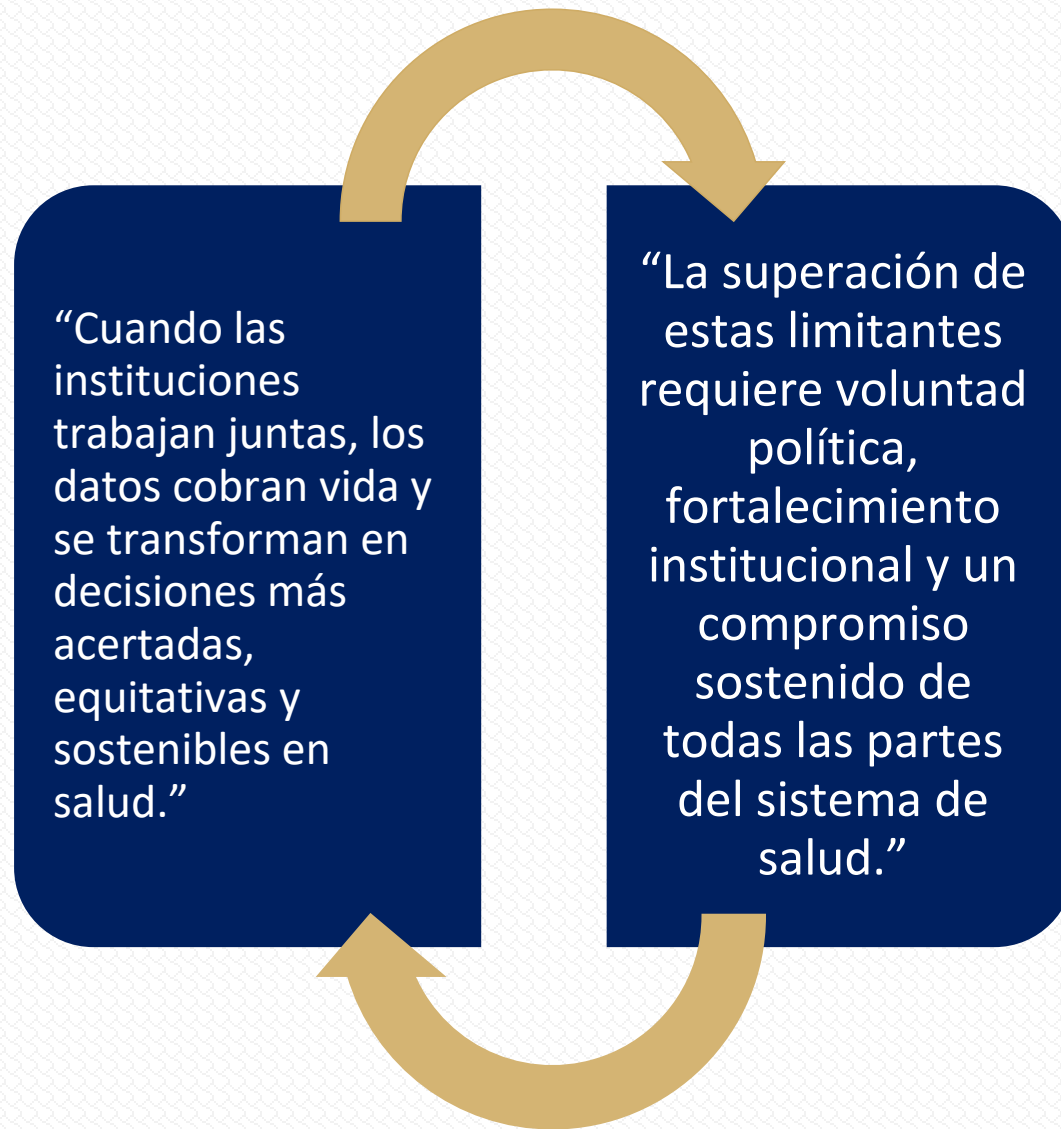 “Cuando las
instituciones
trabajan juntas, los
datos cobran vida y
se transforman en
decisiones más
acertadas,
equitativas y
sostenibles en
salud.”
“La superación de
estas limitantes
requiere voluntad
política,
fortalecimiento
institucional y un
compromiso
sostenido de
todas las partes
del sistema de
salud.”